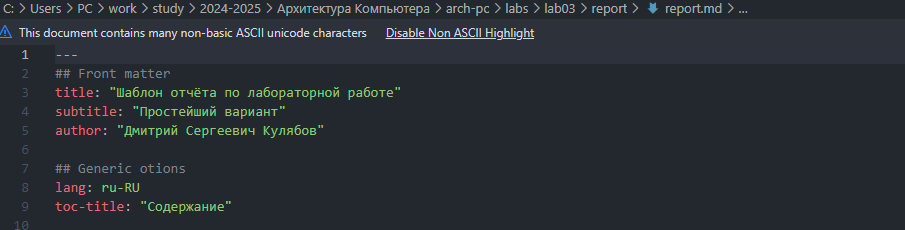 C: > Users > PC > work > study > 2024-2025 > Архитектура Компьютера > arch-pc > labs > lab03 > report > report.md > ...
This document contains many non-basic ASCII unicode characters Disable Non ASCII Highlight
1 ---
2 ## Front matter
3 title: "Шаблон отчёта по лабораторной работе"
4 subtitle: "Простейший вариант"
5 author: "Дмитрий Сергеевич Кулябов"
6
7 ## Generic otions
8 lang: ru-RU
9 toc-title: "Содержание"
10